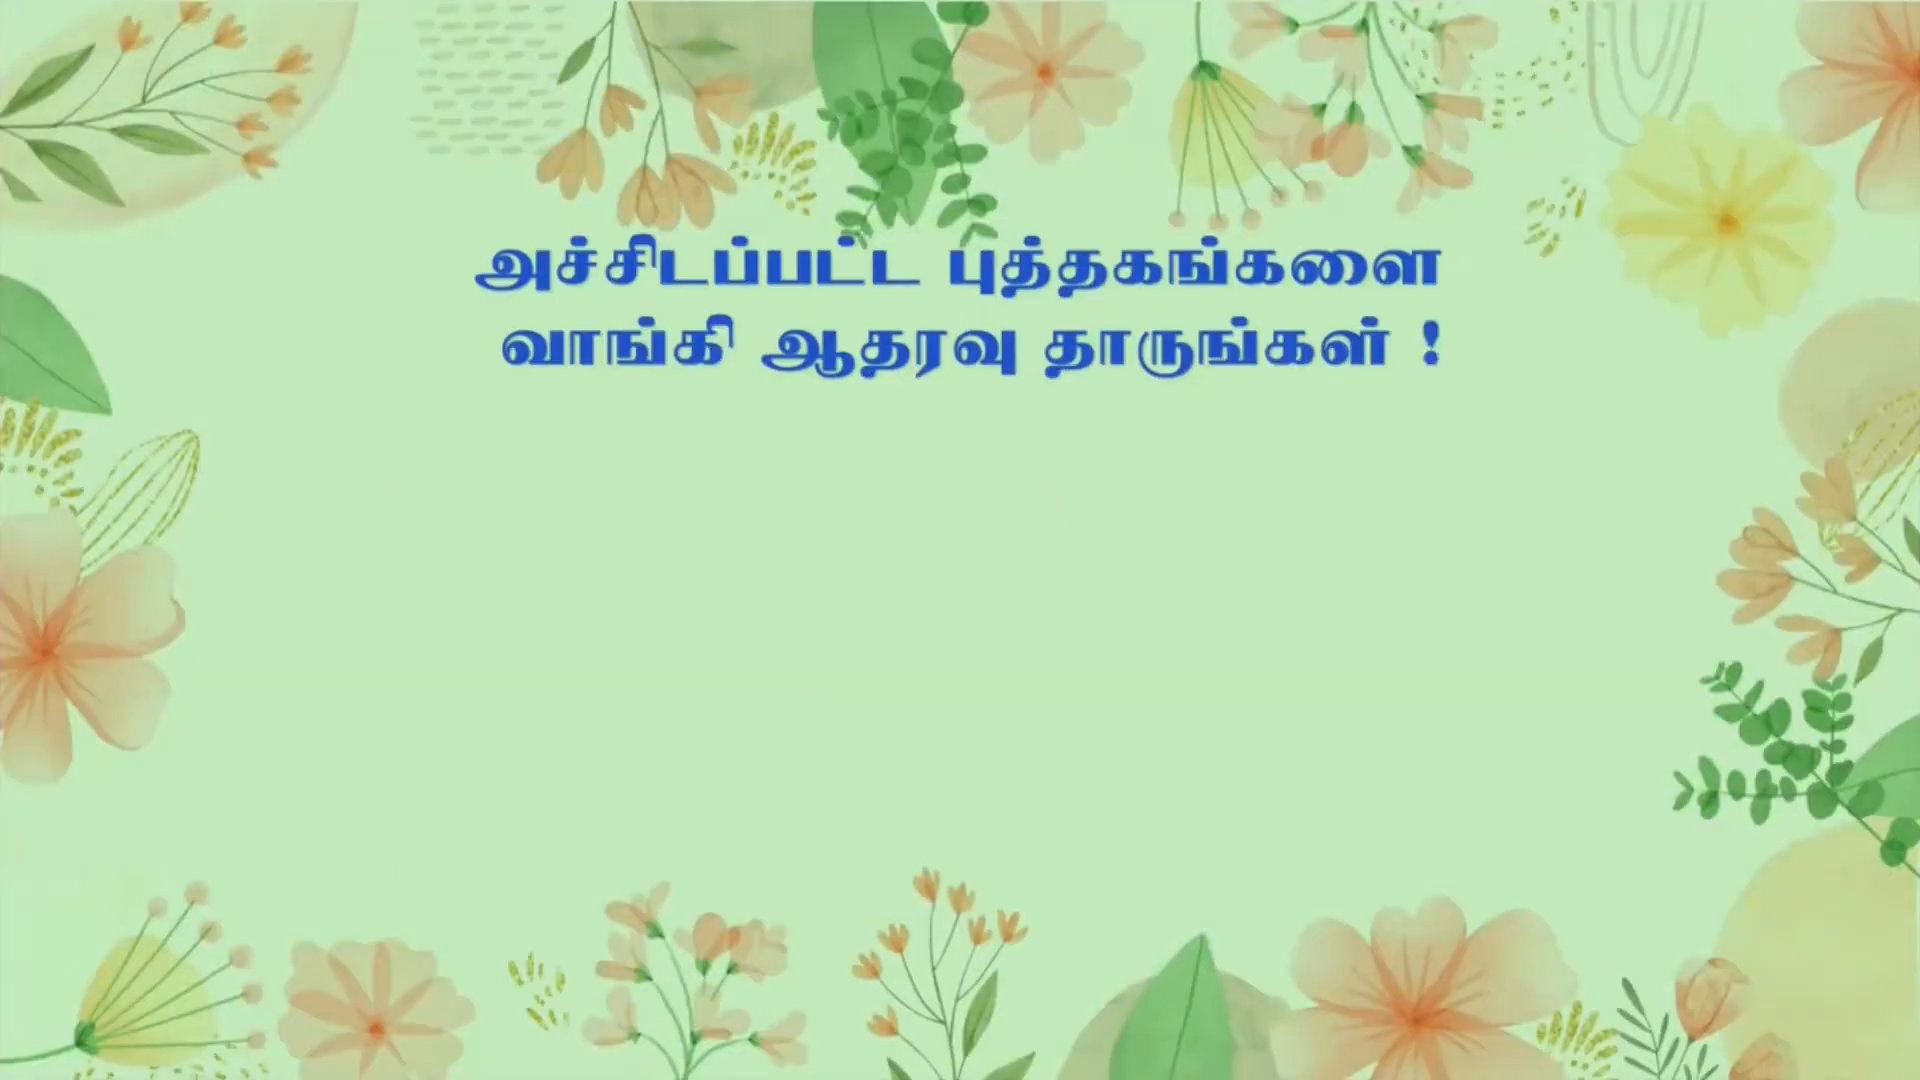 அச்சிடப்பட்ட புத்தகங்களை
வாங்கி ஆதரவு தாருங்கள் !